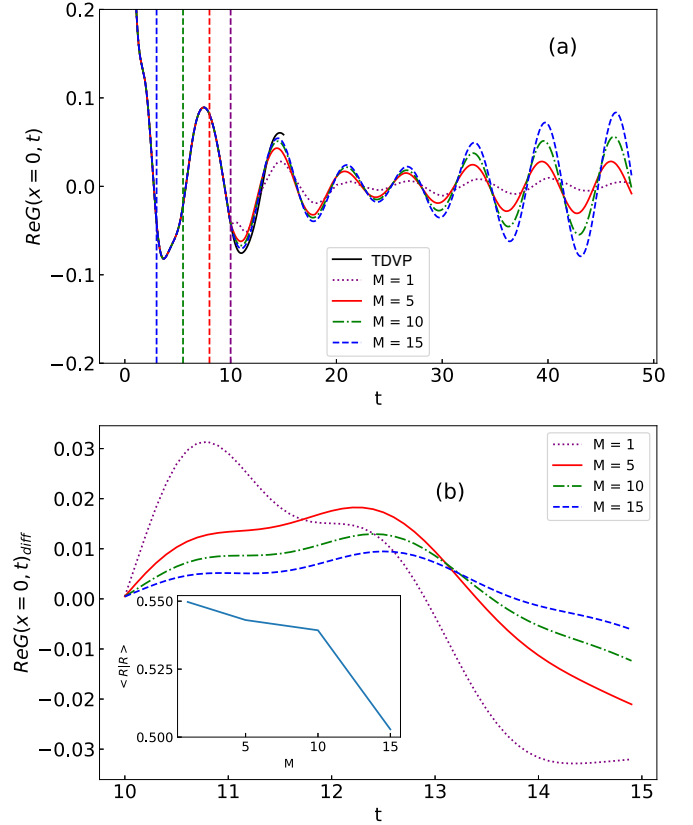 0.2
0.1
0.0
−0.1
−0.2
ReG(x = 0, t)
(a)
TDVP
M = 1
M = 5
M = 10
M = 15
0 10 20 30 40 50
t
0.03
0.02
0.01
0.00
−0.01
−0.02
−0.03
ReG(x = 0, t)diff
(b)
M = 1
M = 5
M = 10
M = 15
0.550
0.525
0.500
< R|R >
5 10 15
M
10 11 12 13 14 15
t